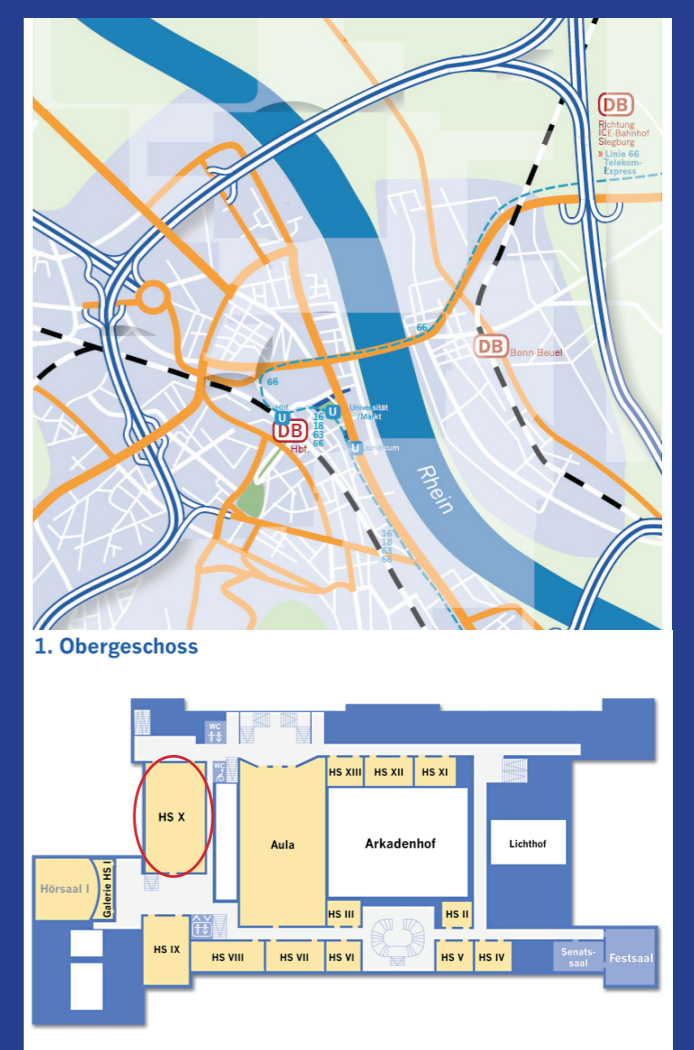 DB
Richtung
ICE-Bahnhof
Siegburg
» Linie 66
Telekom-
Express
66
DB
Bonn-Beuel
66
Hbf.
U
U
Universität
/Markt
16
18
63
66
DB
Hbf.
U
Juridicum
Rhein
16
18
63
66
1. Obergeschoss
WC
WC
HS XIII
HS XII
HS XI
HS X
Aula
Arkadenhof
Lichthof
Hörsaal I
Galerie HS I
HS III
HS II
HS IX
HS VIII
HS VII
HS VI
HS V
HS IV
Senats-
saal
Festsaal